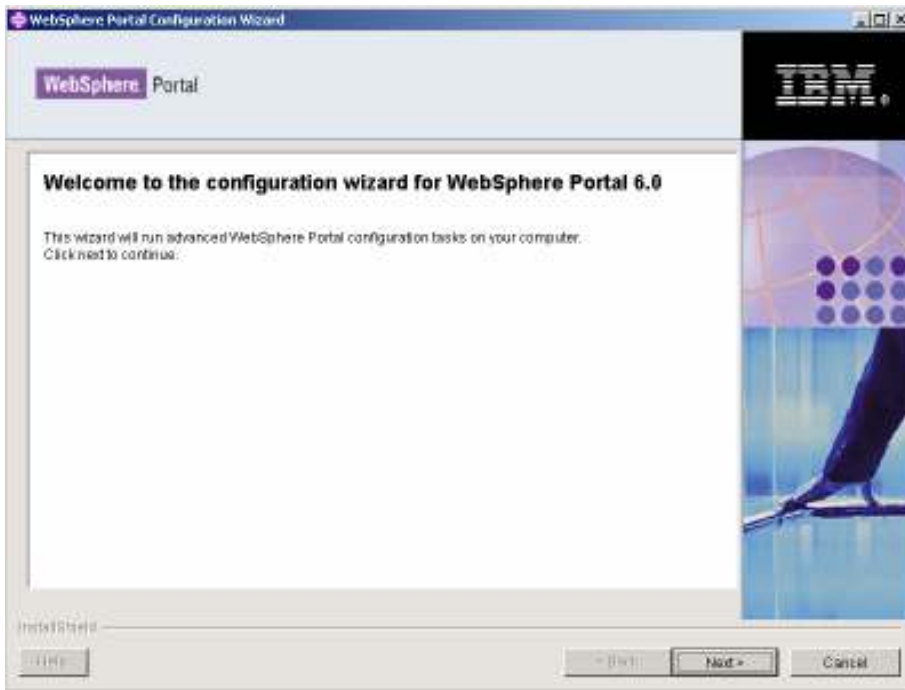 WebSphere Portal Configuration Wizard
WebSphere Portal
IBM®
Welcome to the configuration wizard for WebSphere Portal 6.0
This wizard will run advanced WebSphere Portal configuration tasks on your computer.
Click next to continue.
InstallShield
Help
< Back
Next >
Cancel